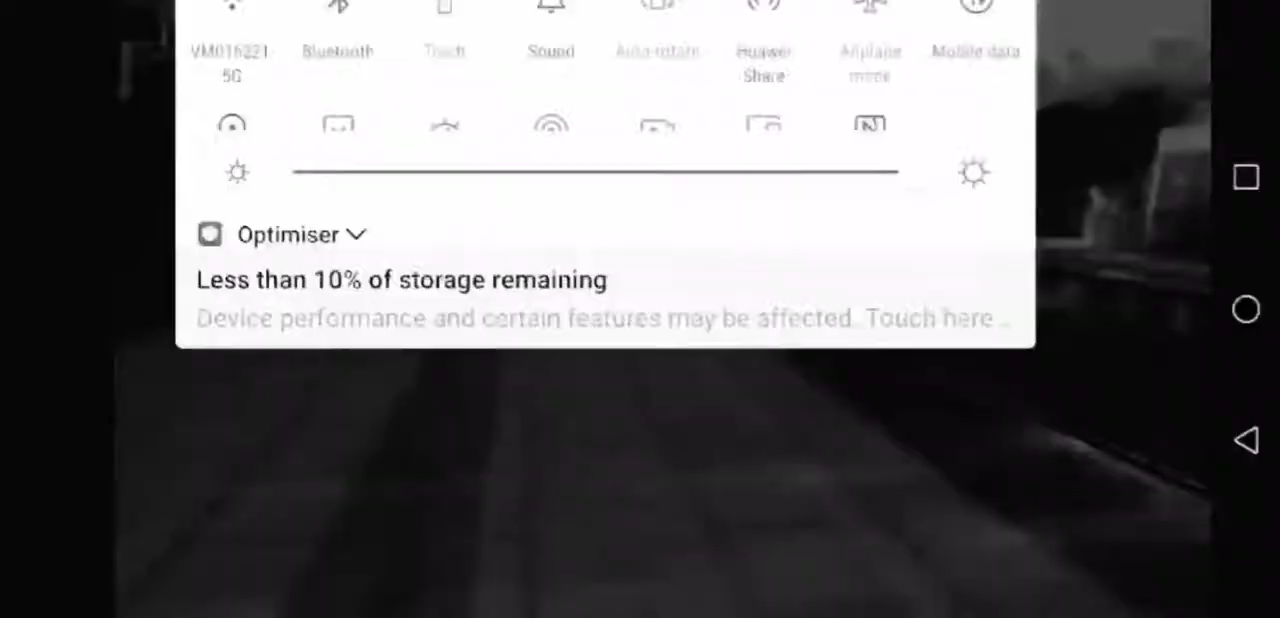 VM016221 Bluetooth Torch Sound Auto-rotate Huawei Airplane Mobile data
5G Share mode
Optimiser
Less than 10% of storage remaining
Device performance and certain features may be affected. Touch here ...